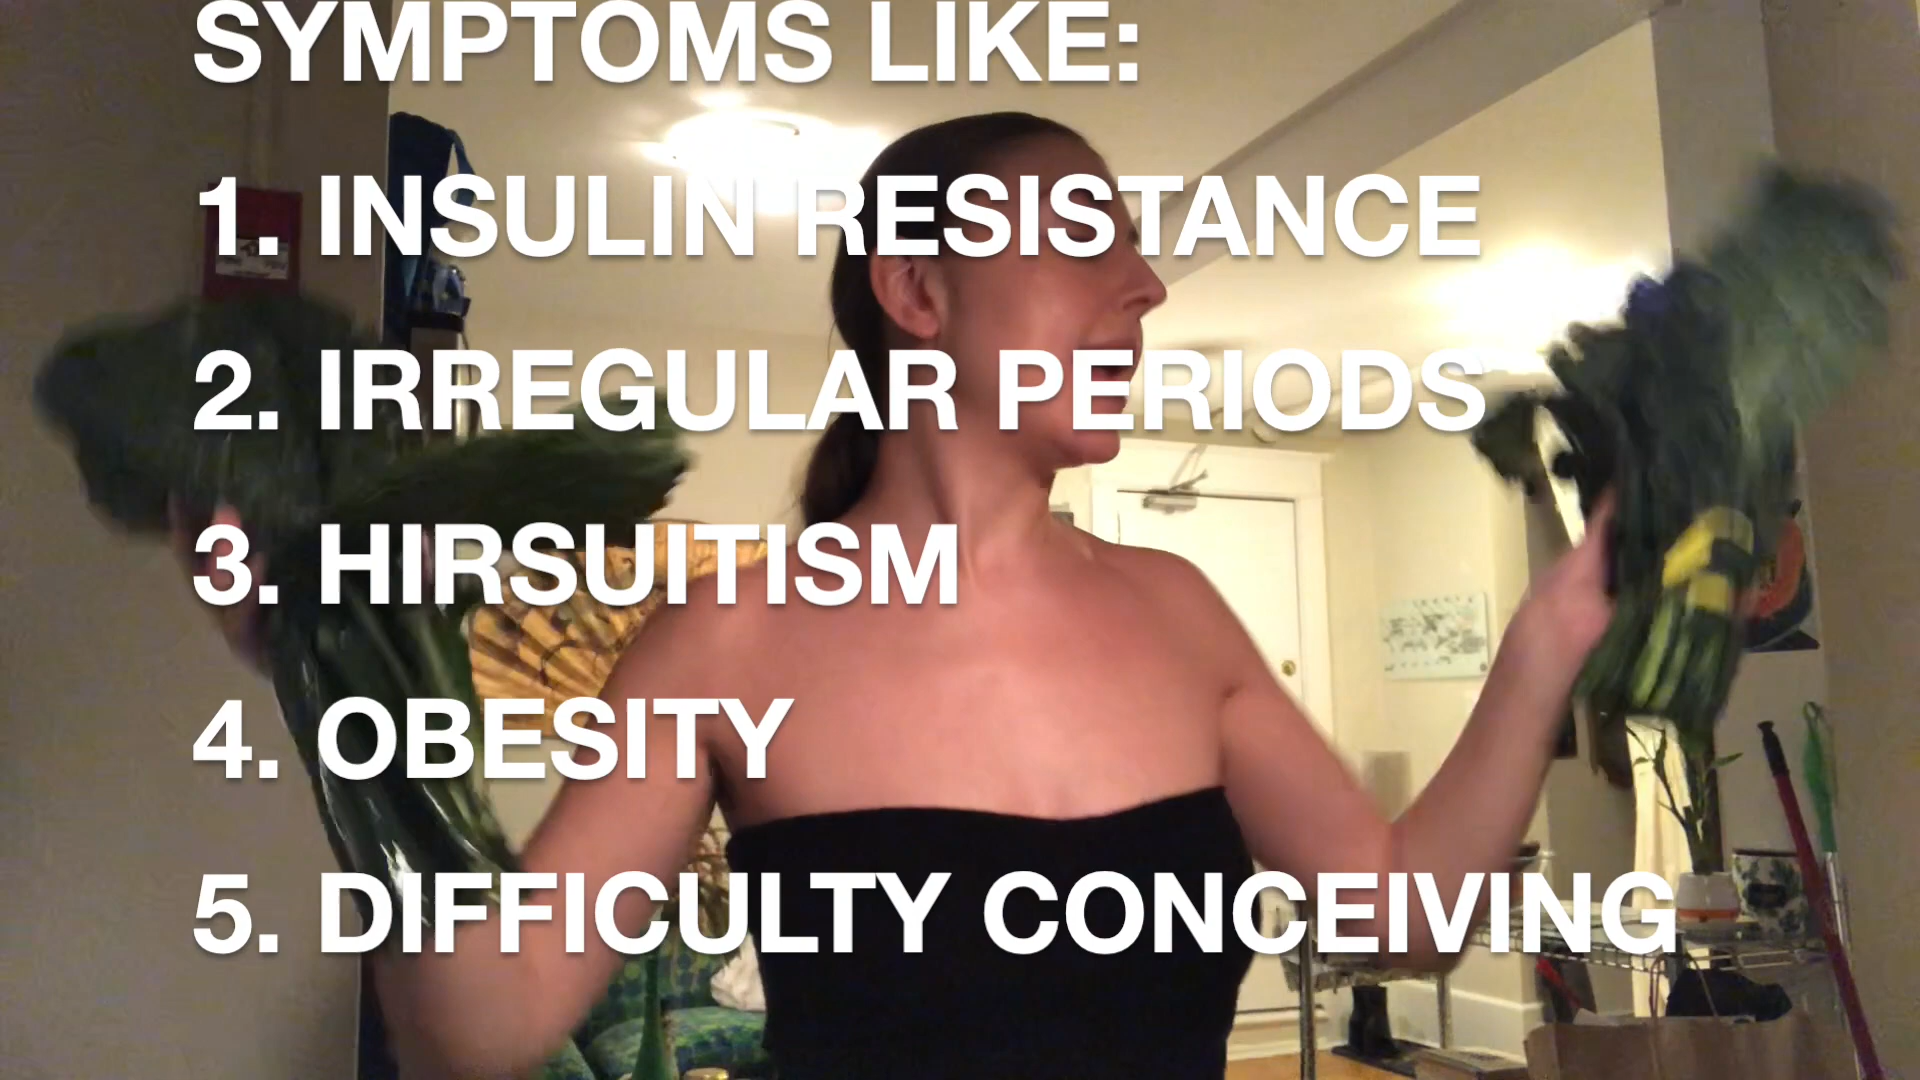 SYMPTOMS LIKE:
1. INSULIN RESISTANCE
2. IRREGULAR PERIODS
3. HIRSUITISM
4. OBESITY
5. DIFFICULTY CONCEIVING